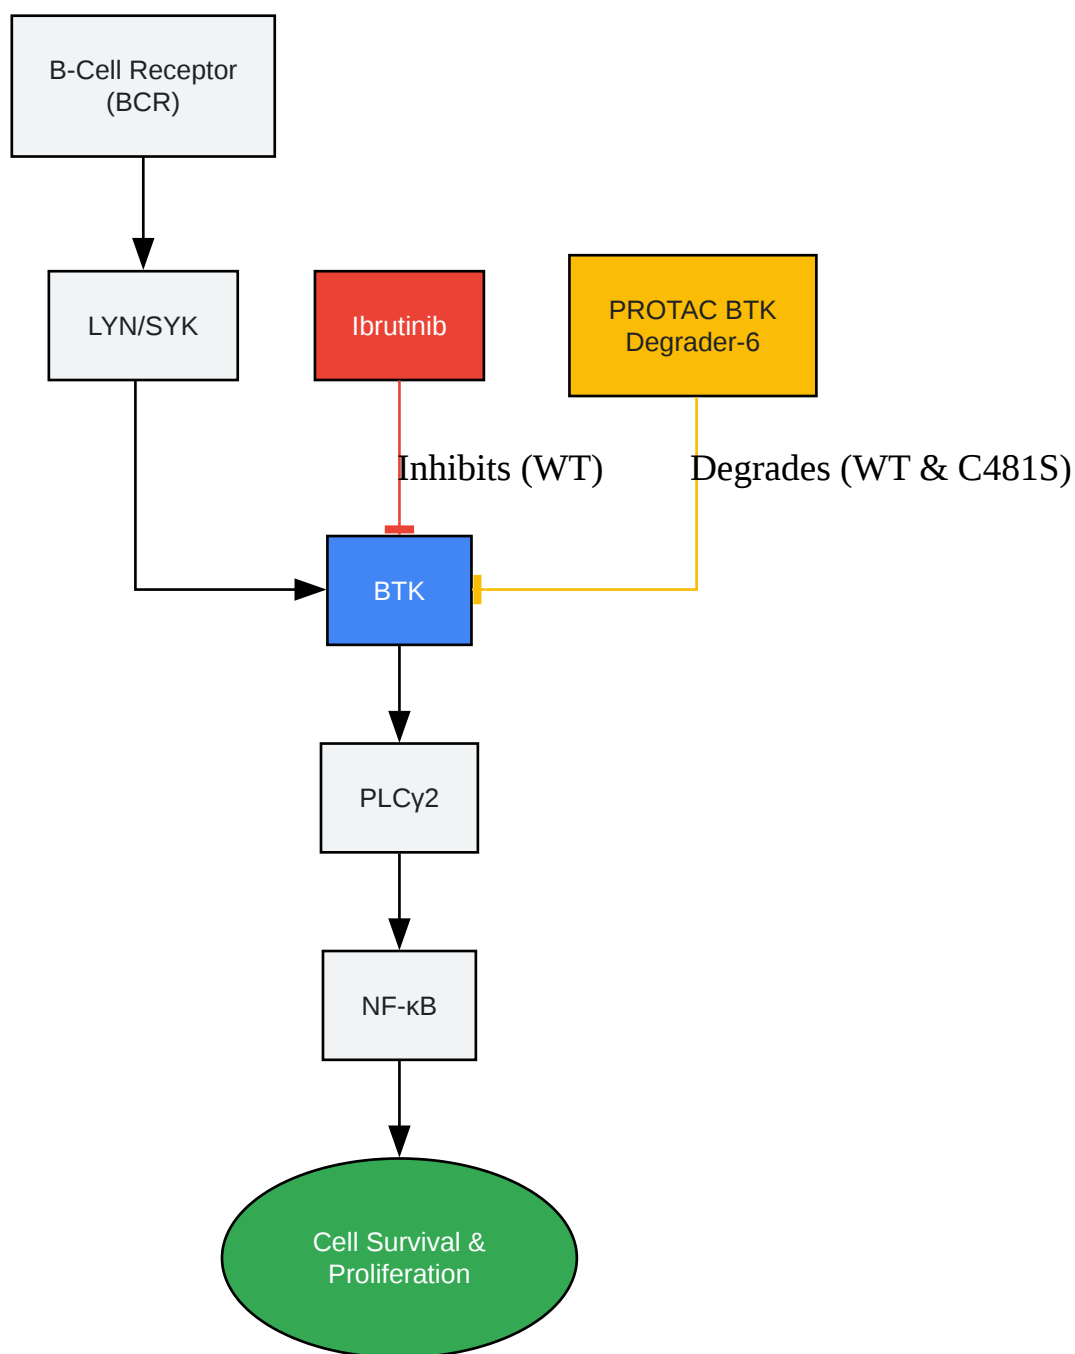 B-Cell Receptor
(BCR)
LYN/SYK
Ibrutinib
PROTAC BTK
Degrader-6
Inhibits (WT)
Degrades (WT & C481S)
BTK
PLCγ2
NF-κB
Cell Survival &
Proliferation